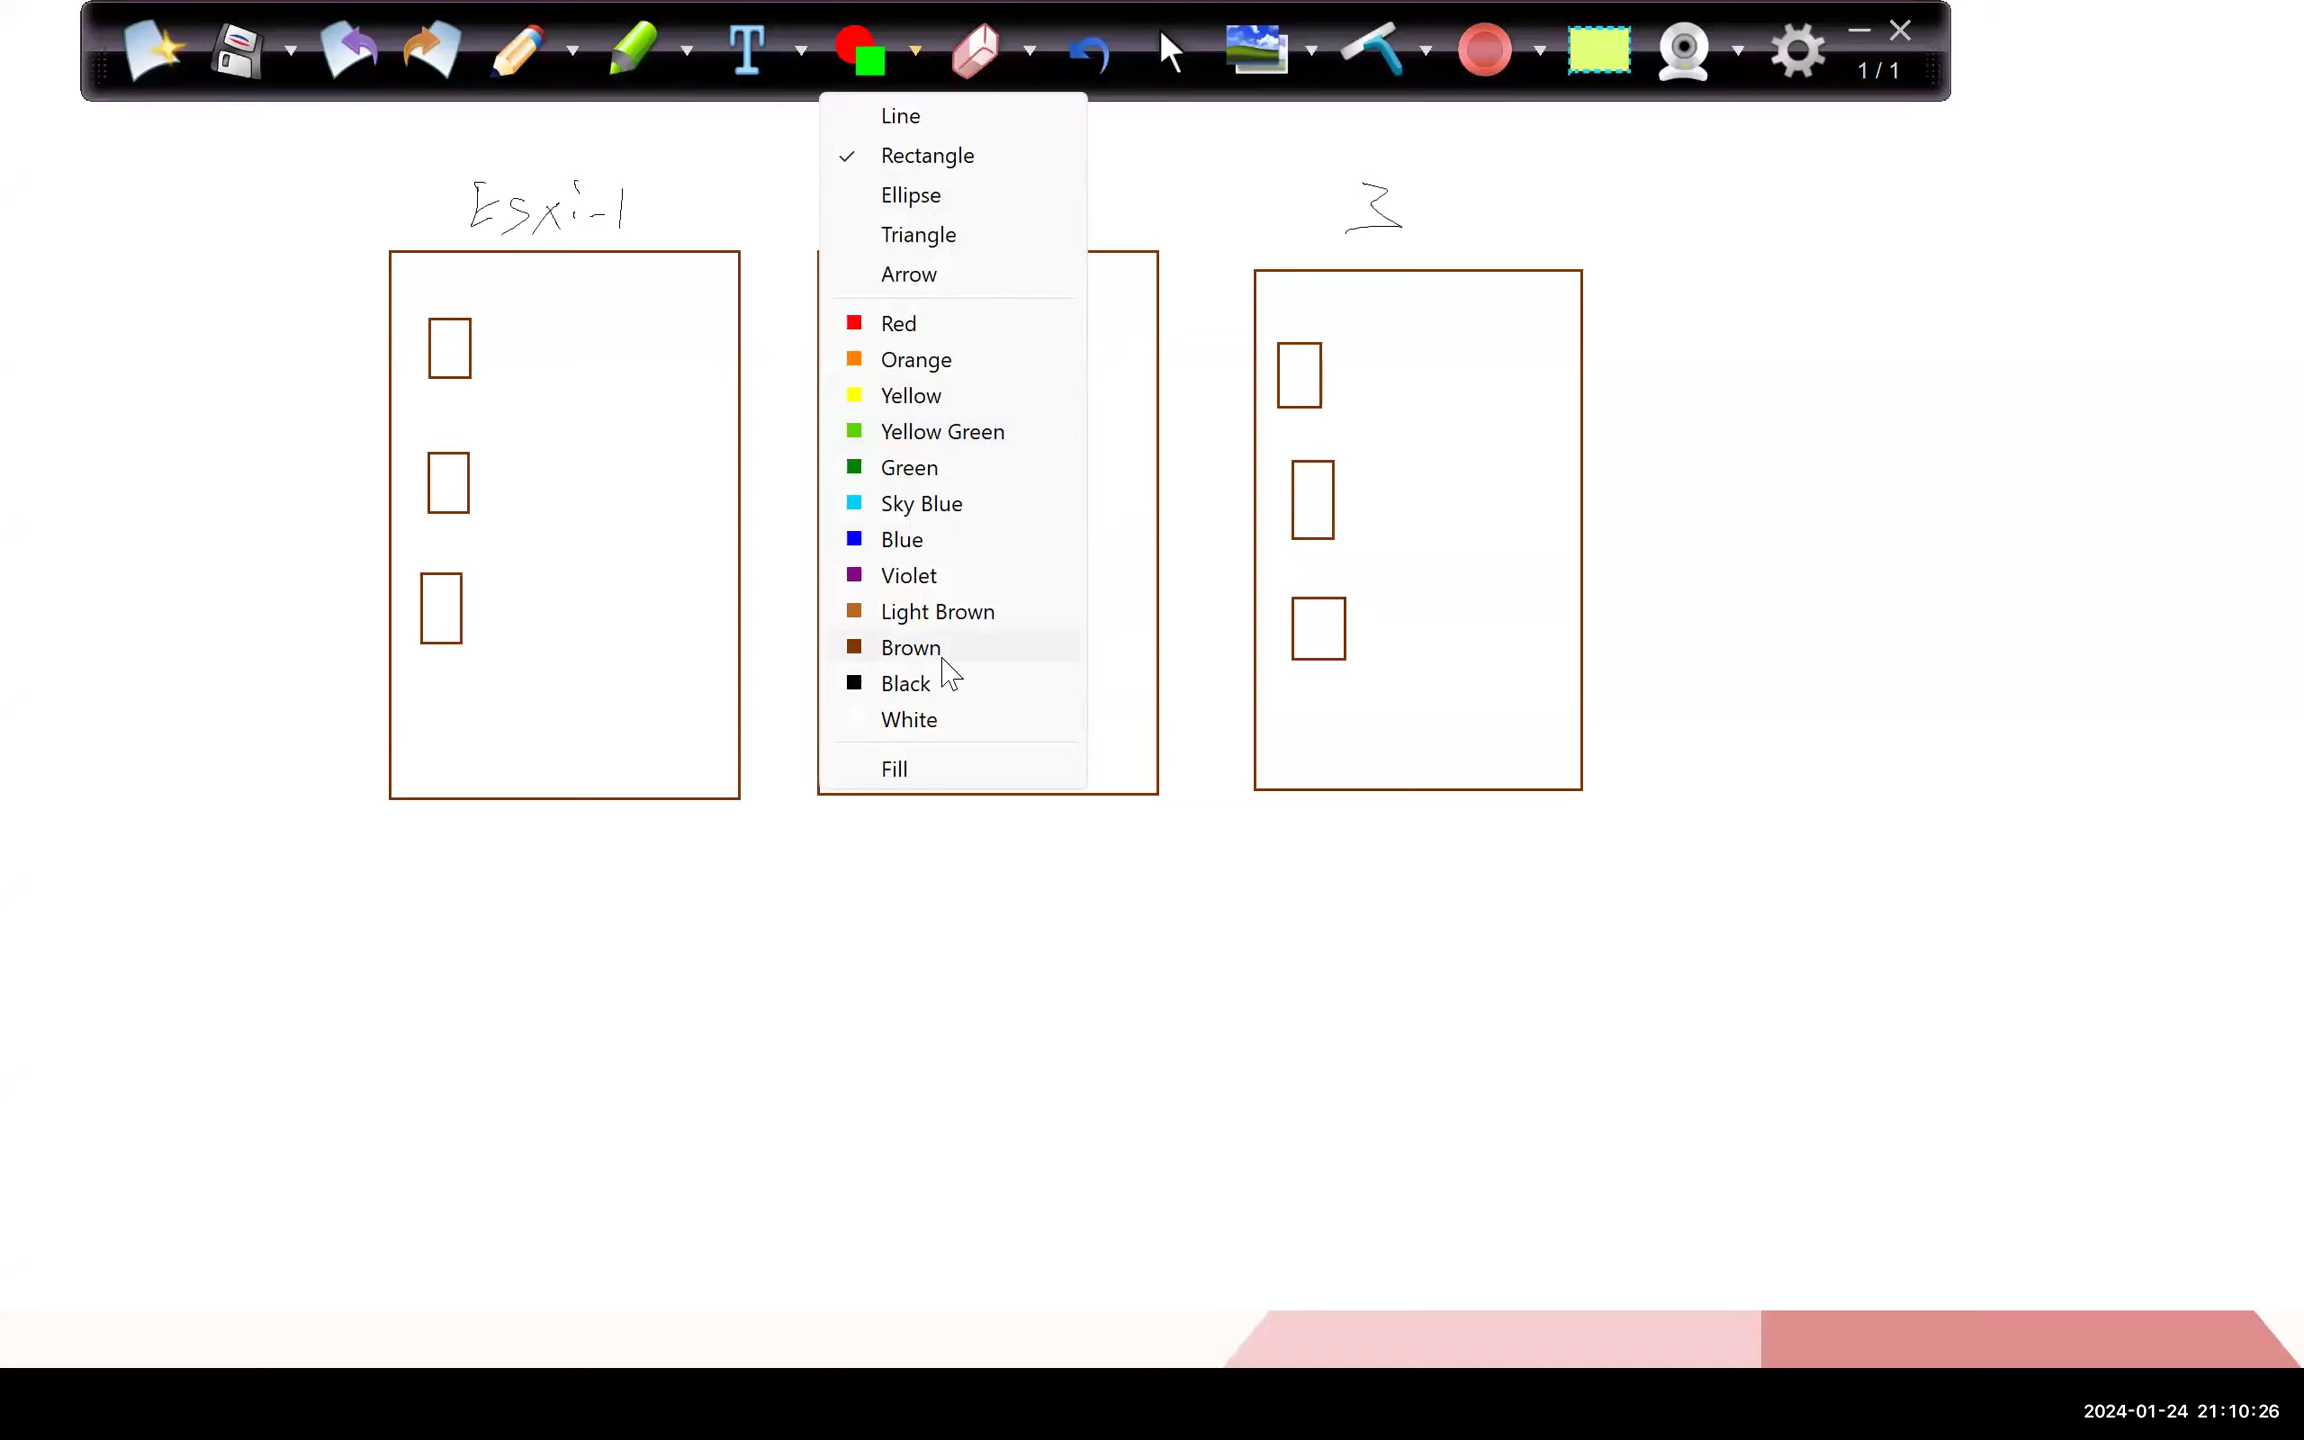 1 / 1
Line
Rectangle
Ellipse
Triangle
Arrow
Esxi-1
3
Red
Orange
Yellow
Yellow Green
Green
Sky Blue
Blue
Violet
Light Brown
Brown
Black
White
Fill
2024-01-24 21:10:26